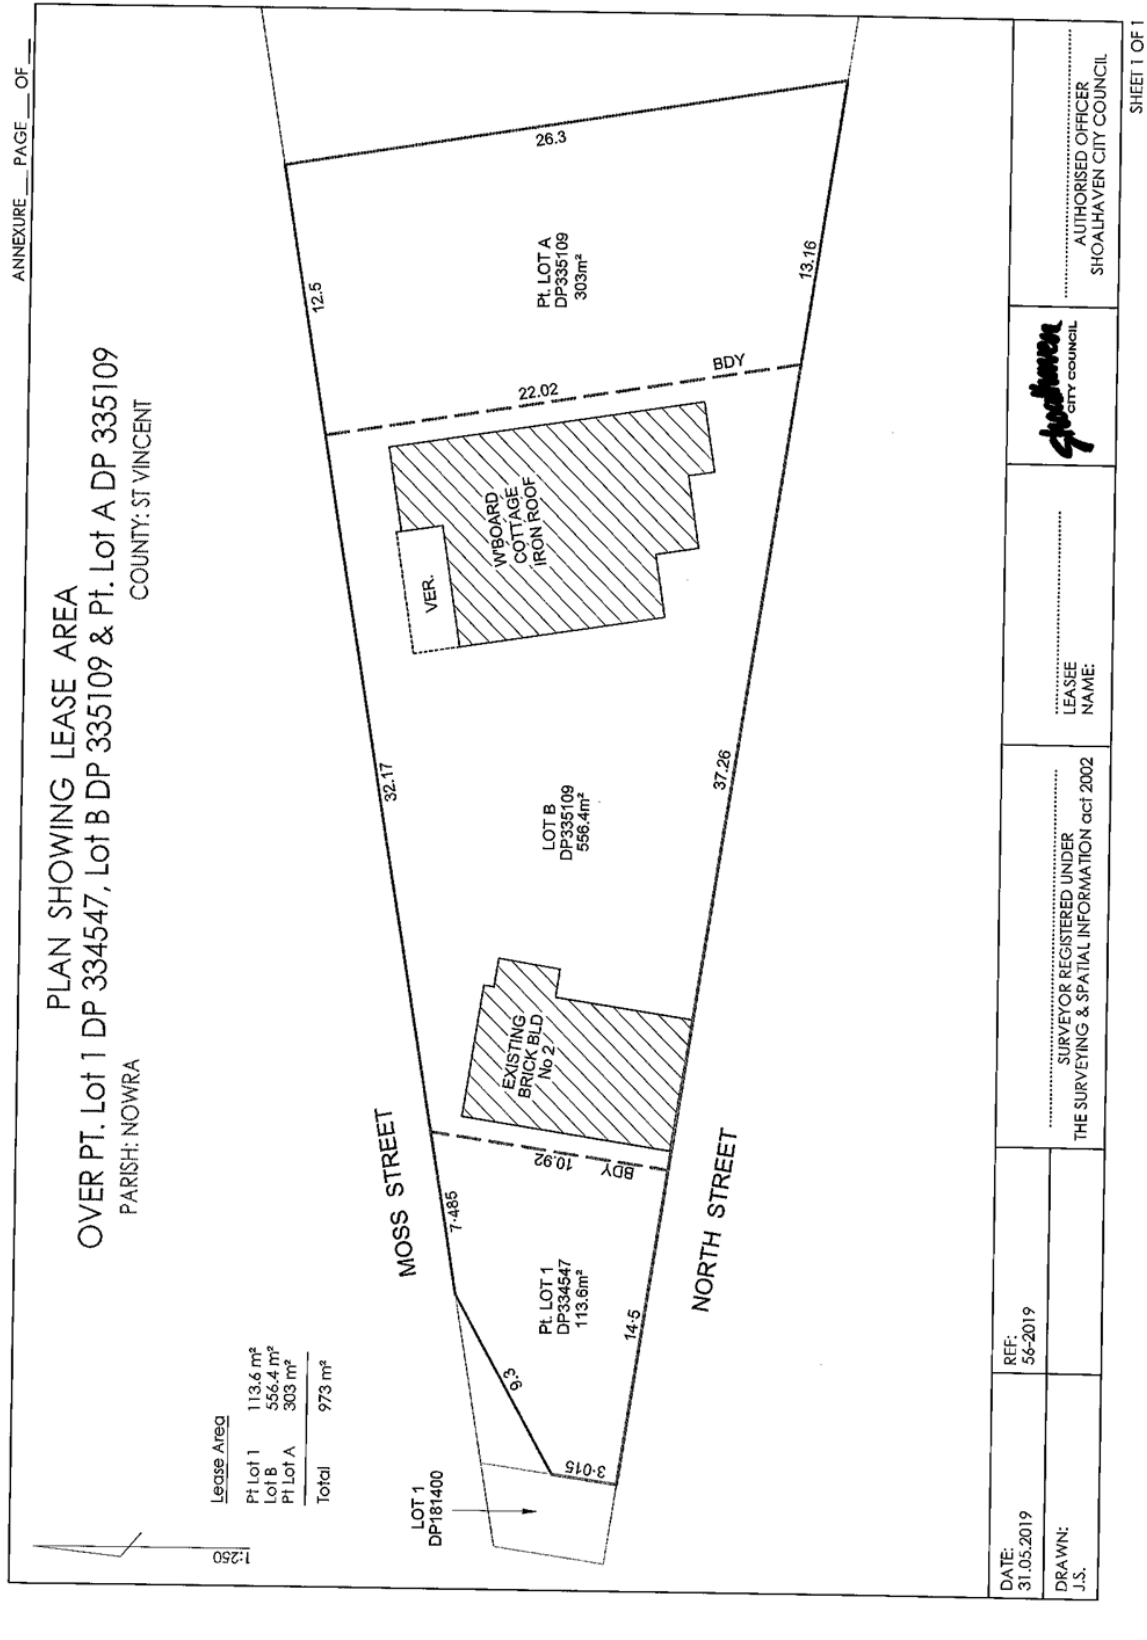 ANNEXURE__ PAGE __ OF __
PLAN SHOWING LEASE AREA
OVER PT. Lot 1 DP 334547, Lot B DP 335109 & Pt. Lot A DP 335109
PARISH: NOWRA
COUNTY: ST VINCENT
Lease Area
Pt Lot 1 113.6 m²
Lot B 556.4 m²
Pt Lot A 303 m²
Total 973 m²
1:250
LOT 1
DP181400
MOSS STREET
7·485
32.17
12.5
9.3
3·015
Pt. LOT 1
DP334547
113.6m²
10.92
BDY
EXISTING
BRICK BLD
No 2
LOT B
DP335109
556.4m²
VER.
W'BOARD
COTTAGE
IRON ROOF
22.02
BDY
Pt. LOT A
DP335109
303m²
26.3
14·5
37.26
13.16
NORTH STREET
DATE:
31.05.2019
REF:
56-2019
DRAWN:
J.S.
SURVEYOR REGISTERED UNDER
THE SURVEYING & SPATIAL INFORMATION act 2002
LEASEE
NAME:
Shoalhaven
CITY COUNCIL
AUTHORISED OFFICER
SHOALHAVEN CITY COUNCIL
SHEET 1 OF 1